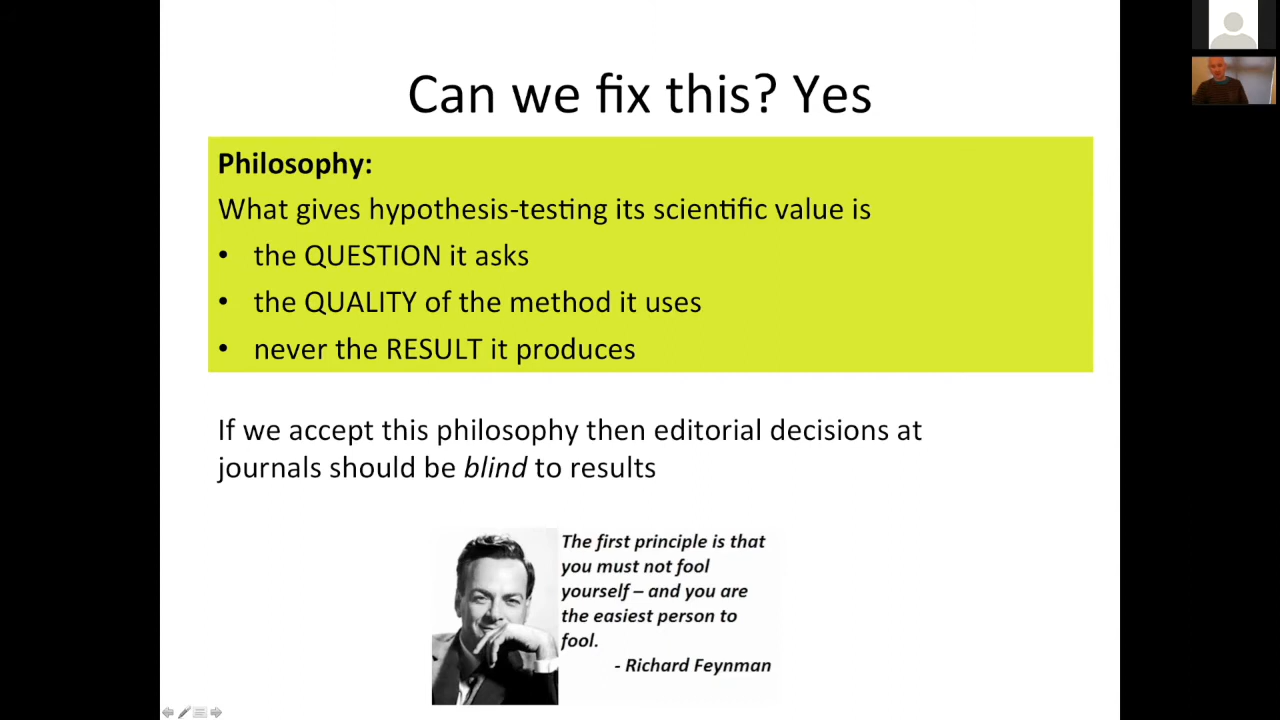 Can we fix this? Yes
Philosophy:
What gives hypothesis-testing its scientific value is
• the QUESTION it asks
• the QUALITY of the method it uses
• never the RESULT it produces
If we accept this philosophy then editorial decisions at
journals should be blind to results
The first principle is that
you must not fool
yourself – and you are
the easiest person to
fool.
- Richard Feynman